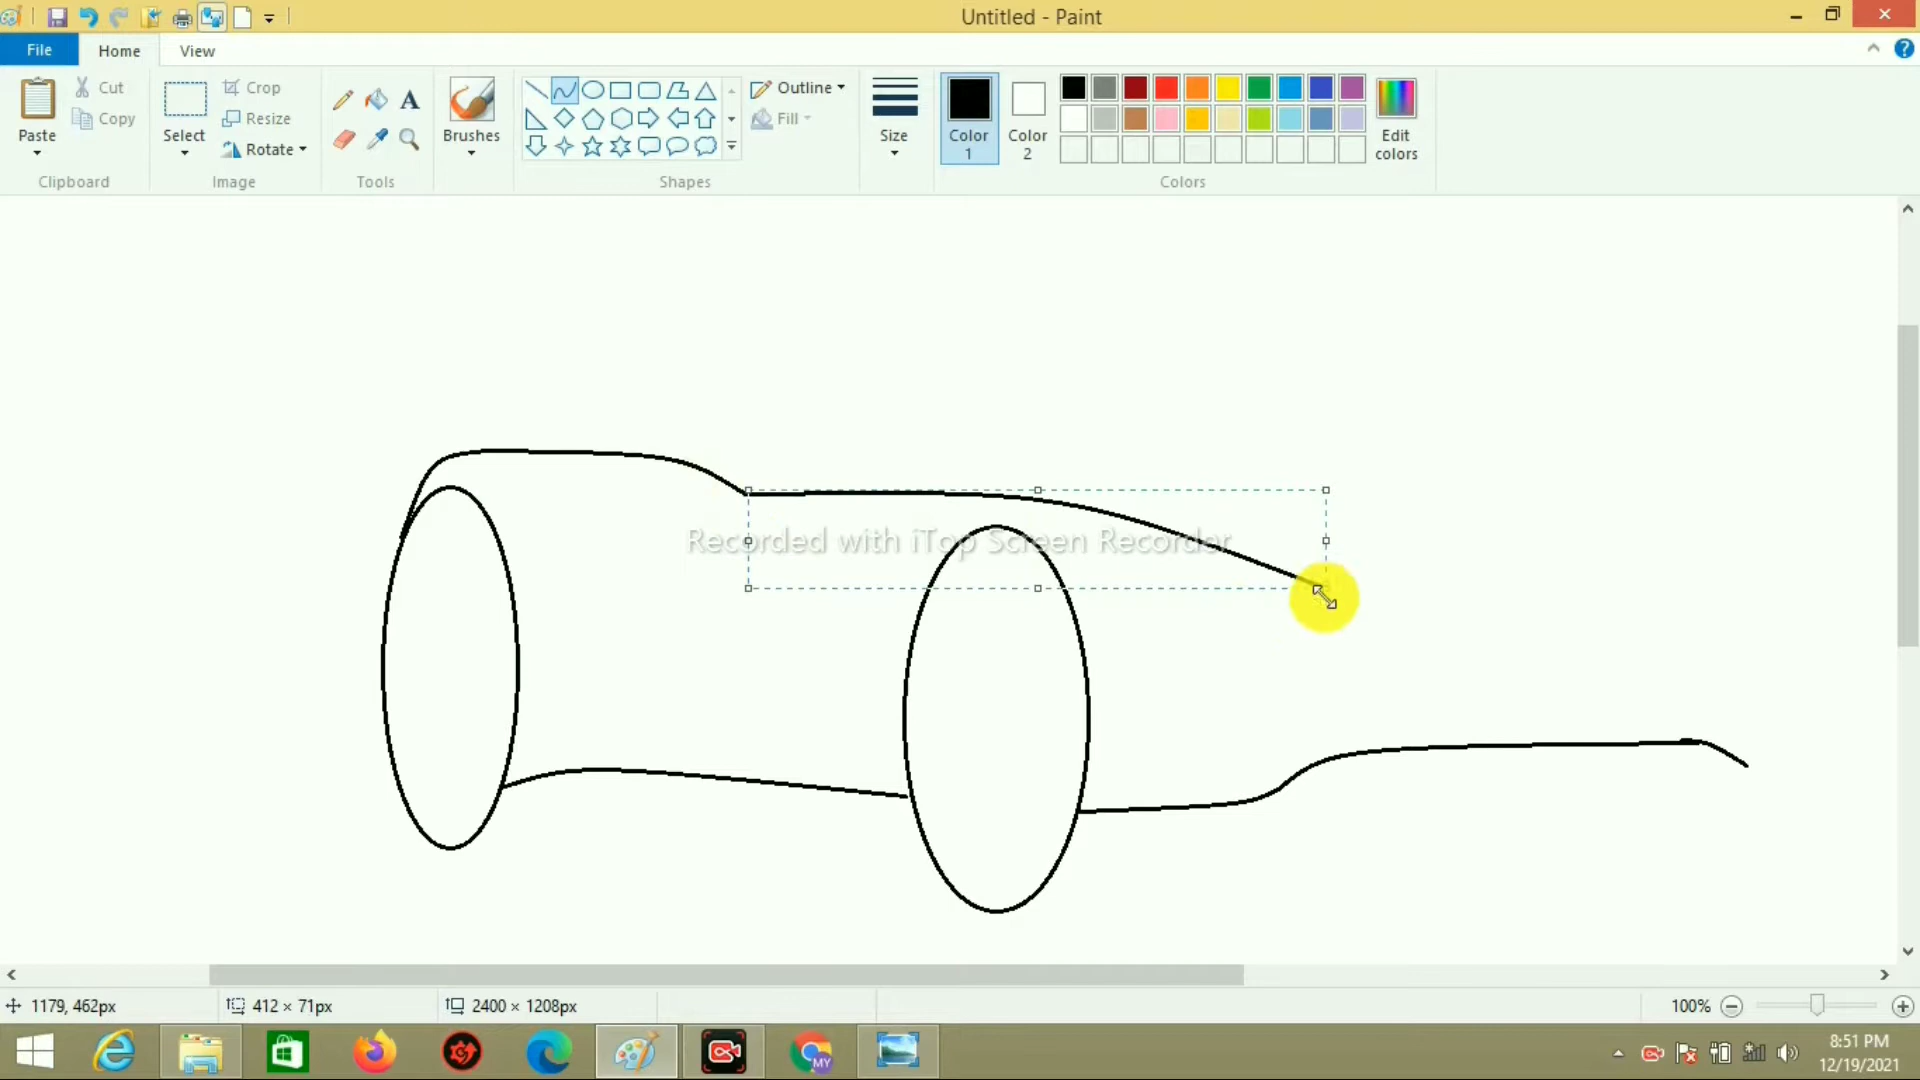 Untitled - Paint
File
Home
View
Paste
Cut
Copy
Clipboard
Select
Crop
Resize
Rotate
Image
A
Tools
Brushes
Shapes
Outline
Fill
Size
Color 1
Color 2
Edit colors
Colors
Recorded with iTop Screen Recorder
1179, 462px
412 × 71px
2400 × 1208px
100%
MY
8:51 PM
12/19/2021